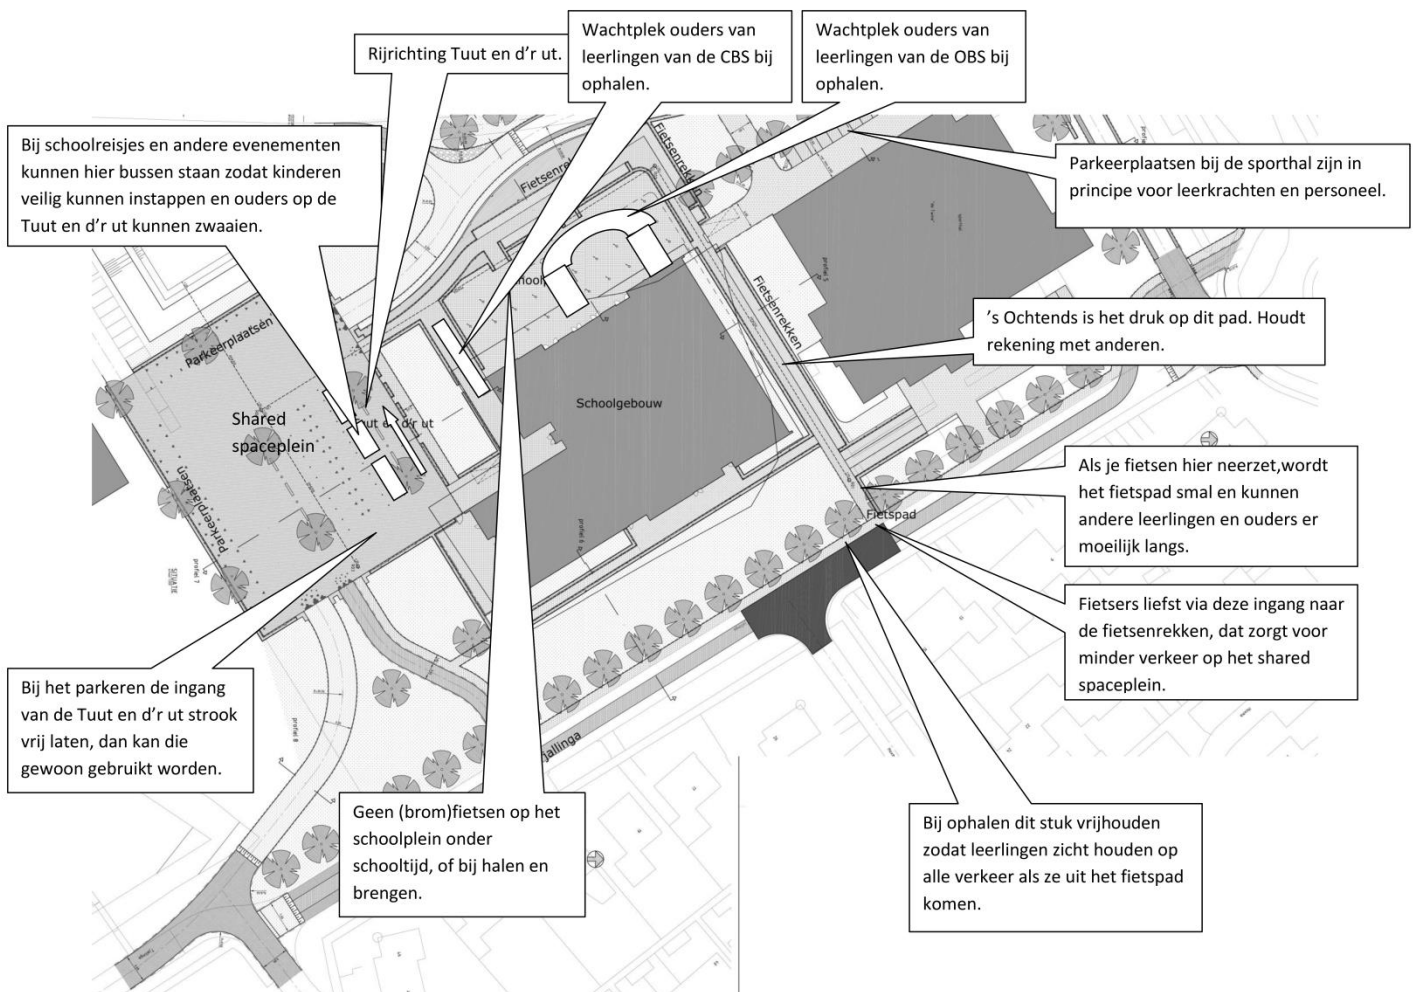 Rijrichting Tuut en d’r ut.
Wachtplek ouders van
leerlingen van de CBS bij
ophalen.
Wachtplek ouders van
leerlingen van de OBS bij
ophalen.
Bij schoolreisjes en andere evenementen
kunnen hier bussen staan zodat kinderen
veilig kunnen instappen en ouders op de
Tuut en d’r ut kunnen zwaaien.
Parkeerplaatsen bij de sporthal zijn in
principe voor leerkrachten en personeel.
Fietsenrekken
Fietsenrekken
’s Ochtends is het druk op dit pad. Houdt
rekening met anderen.
Parkeerplaatsen
Shared
spaceplein
Parkeerplaatsen
d’r ut
Schoolgebouw
Als je fietsen hier neerzet,wordt
het fietspad smal en kunnen
andere leerlingen en ouders er
moeilijk langs.
Fietspad
Fietsers liefst via deze ingang naar
de fietsenrekken, dat zorgt voor
minder verkeer op het shared
spaceplein.
Bij het parkeren de ingang
van de Tuut en d’r ut strook
vrij laten, dan kan die
gewoon gebruikt worden.
Geen (brom)fietsen op het
schoolplein onder
schooltijd, of bij halen en
brengen.
Bij ophalen dit stuk vrijhouden
zodat leerlingen zicht houden op
alle verkeer als ze uit het fietspad
komen.